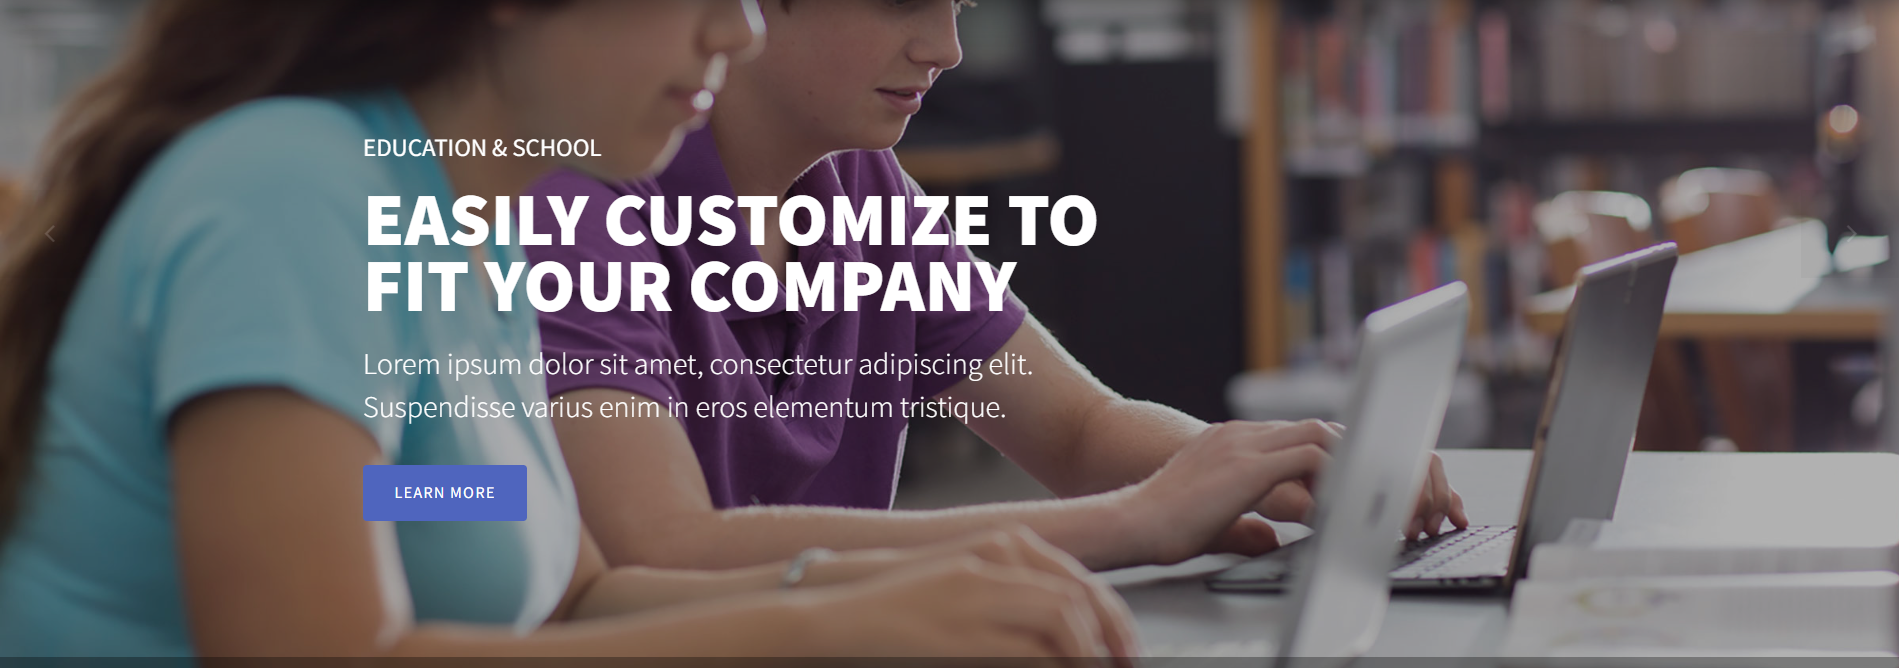 EDUCATION & SCHOOL
EASILY CUSTOMIZE TO
FIT YOUR COMPANY
Lorem ipsum dolor sit amet, consectetur adipiscing elit.
Suspendisse varius enim in eros elementum tristique.
LEARN MORE